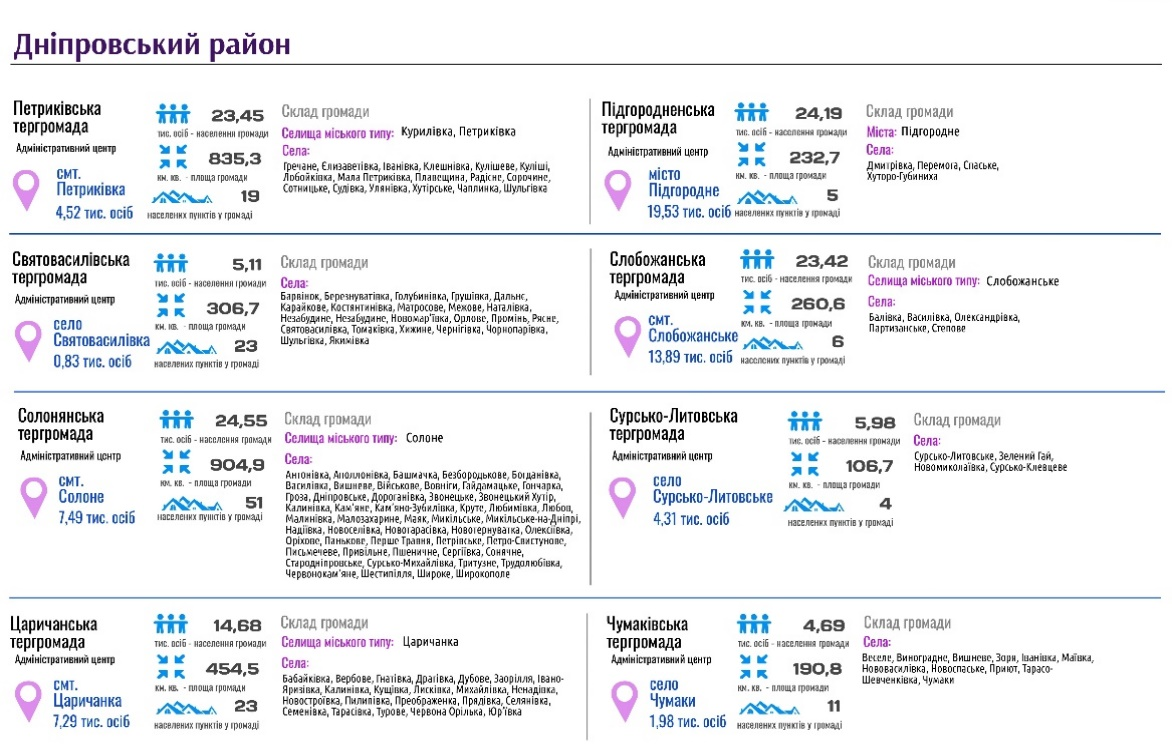 Дніпровський район
Петриківська
тергромада
Адміністративний центр
смт.
Петриківка
4,52 тис. осіб
23,45
тис. осіб - населення громади
835,3
км. кв. - площа громади
19
населених пунктів у громаді
Склад громади
Селища міського типу: Курилівка, Петриківка
Села:
Гречане, Єлизаветівка, Іванівка, Клешнівка, Кулішеве, Куліші,
Лобойківка, Мала Петриківка, Плавещина, Радісне, Сорочине,
Сотницьке, Судівка, Улянівка, Хутірське, Чаплинка, Шульгівка
Підгородненська
тергромада
Адміністративний центр
місто
Підгородне
19,53 тис. осіб
24,19
тис. осіб - населення громади
232,7
км. кв. - площа громади
5
населених пунктів у громаді
Склад громади
Міста: Підгородне
Села:
Дмитрівка, Перемога, Спаське,
Хуторо-Губиниха
Святовасилівська
тергромада
Адміністративний центр
село
Святовасилівка
0,83 тис. осіб
5,11
тис. осіб - населення громади
306,7
км. кв. - площа громади
23
населених пунктів у громаді
Склад громади
Села:
Барвінок, Березнуватівка, Голубинівка, Грушівка, Дальнє,
Карайкове, Костянтинівка, Матросове, Межове, Наталівка,
Незабудине, Незабудине, Новомар'ївка, Орлове, Промінь, Рясне,
Святовасилівка, Томаківка, Хижине, Чернігівка, Чорнопарівка,
Шульгівка, Якимівка
Слобожанська
тергромада
Адміністративний центр
смт.
Слобожанське
13,89 тис. осіб
23,42
тис. осіб - населення громади
260,6
км. кв. - площа громади
6
населених пунктів у громаді
Склад громади
Селища міського типу: Слобожанське
Села:
Балівка, Василівка, Олександрівка,
Партизанське, Степове
Солонянська
тергромада
Адміністративний центр
смт.
Солоне
7,49 тис. осіб
24,55
тис. осіб - населення громади
904,9
км. кв. - площа громади
51
населених пунктів у громаді
Склад громади
Селища міського типу: Солоне
Села:
Антонівка, Аполлонівка, Башмачка, Безбородькове, Богданівка,
Василівка, Вишневе, Військове, Вовніги, Гайдамацьке, Гончарка,
Гроза, Дніпровське, Дороганівка, Звонецьке, Звонецький Хутір,
Калинівка, Кам'яне, Кам'яно-Зубилівка, Круте, Любимівка, Любоц,
Малинівка, Малозахарине, Маяк, Микільське, Микільське-на-Дніпрі,
Надіївка, Новоселівка, Новотарасівка, Новотернуватка, Олексіївка,
Оріхове, Панькове, Перше Травня, Петрівське, Петро-Свистунове,
Письмечеве, Привільне, Пшеничне, Сергіївка, Сонячне,
Стародніпровське, Сурсько-Михайлівка, Тритузне, Трудолюбівка,
Червонокам'яне, Шестипілля, Широке, Широкополе
Сурсько-Литовська
тергромада
Адміністративний центр
село
Сурсько-Литовське
4,31 тис. осіб
5,98
тис. осіб - населення громади
106,7
км. кв. - площа громади
4
населених пунктів у громаді
Склад громади
Села:
Сурсько-Литовське, Зелений Гай,
Новомиколаївка, Сурсько-Клевцеве
Царичанська
тергромада
Адміністративний центр
смт.
Царичанка
7,29 тис. осіб
14,68
тис. осіб - населення громади
454,5
км. кв. - площа громади
23
населених пунктів у громаді
Склад громади
Селища міського типу: Царичанка
Села:
Бабайківка, Вербове, Гнатівка, Драгівка, Дубове, Заорілля, Івано-
Яризівка, Калинівка, Кущівка, Лисківка, Михайлівка, Ненадівка,
Новостроївка, Пилипівка, Преображенка, Прядівка, Селянівка,
Семенівка, Тарасівка, Турове, Червона Орілька, Юр'ївка
Чумаківська
тергромада
Адміністративний центр
село
Чумаки
1,98 тис. осіб
4,69
тис. осіб - населення громади
190,8
км. кв. - площа громади
11
населених пунктів у громаді
Склад громади
Села:
Веселе, Виноградне, Вишневе, Зоря, Іванівка, Маївка,
Нововасилівка, Новоспаське, Приют, Тарасо-
Шевченківка, Чумаки